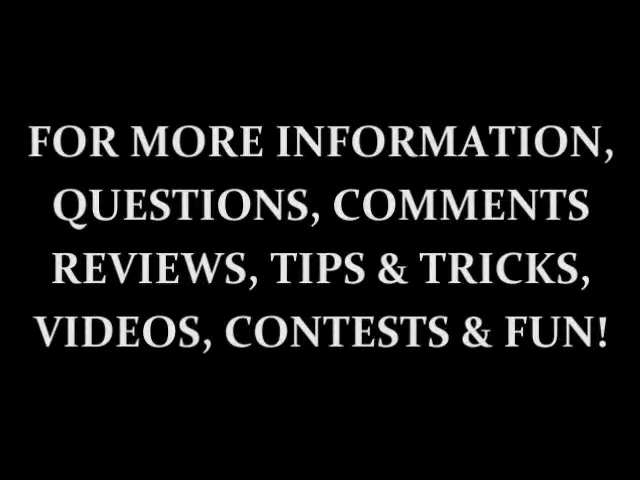 FOR MORE INFORMATION,
QUESTIONS, COMMENTS
REVIEWS, TIPS & TRICKS,
VIDEOS, CONTESTS & FUN!